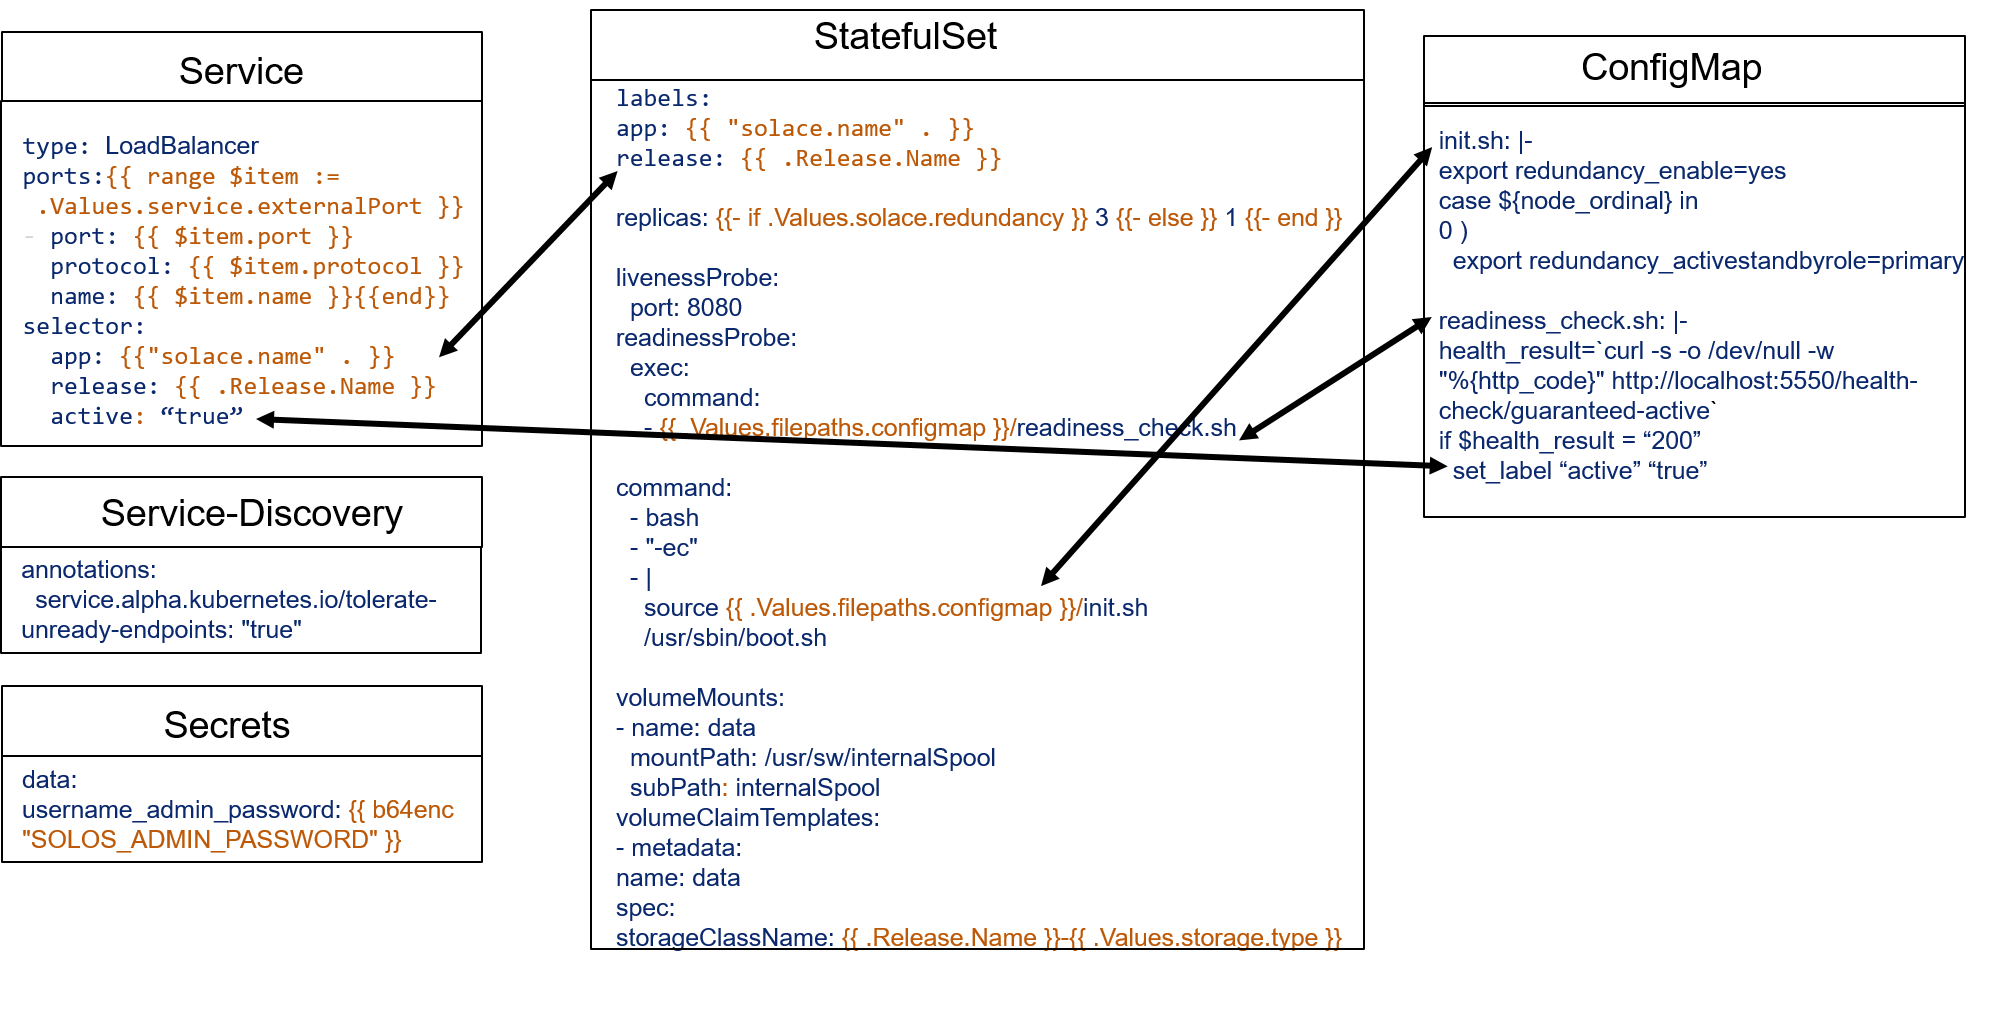 Service
type: LoadBalancer
ports:{{ range $item :=
.Values.service.externalPort }}
- port: {{ $item.port }}
protocol: {{ $item.protocol }}
name: {{ $item.name }}{{end}}
selector:
app: {{"solace.name" . }}
release: {{ .Release.Name }}
active: “true”
Service-Discovery
annotations:
service.alpha.kubernetes.io/tolerate-
unready-endpoints: "true"
Secrets
data:
username_admin_password: {{ b64enc
"SOLOS_ADMIN_PASSWORD" }}
StatefulSet
labels:
app: {{ "solace.name" . }}
release: {{ .Release.Name }}
replicas: {{- if .Values.solace.redundancy }} 3 {{- else }} 1 {{- end }}
livenessProbe:
port: 8080
readinessProbe:
exec:
command:
- {{ .Values.filepaths.configmap }}/readiness_check.sh
command:
- bash
- "-ec"
- |
source {{ .Values.filepaths.configmap }}/init.sh
/usr/sbin/boot.sh
volumeMounts:
- name: data
mountPath: /usr/sw/internalSpool
subPath: internalSpool
volumeClaimTemplates:
- metadata:
name: data
spec:
storageClassName: {{ .Release.Name }}-{{ .Values.storage.type }}
ConfigMap
init.sh: |-
export redundancy_enable=yes
case ${node_ordinal} in
0 )
export redundancy_activestandbyrole=primary
readiness_check.sh: |-
health_result=`curl -s -o /dev/null -w
"%{http_code}" http://localhost:5550/health-
check/guaranteed-active`
if $health_result = “200”
set_label “active” “true”